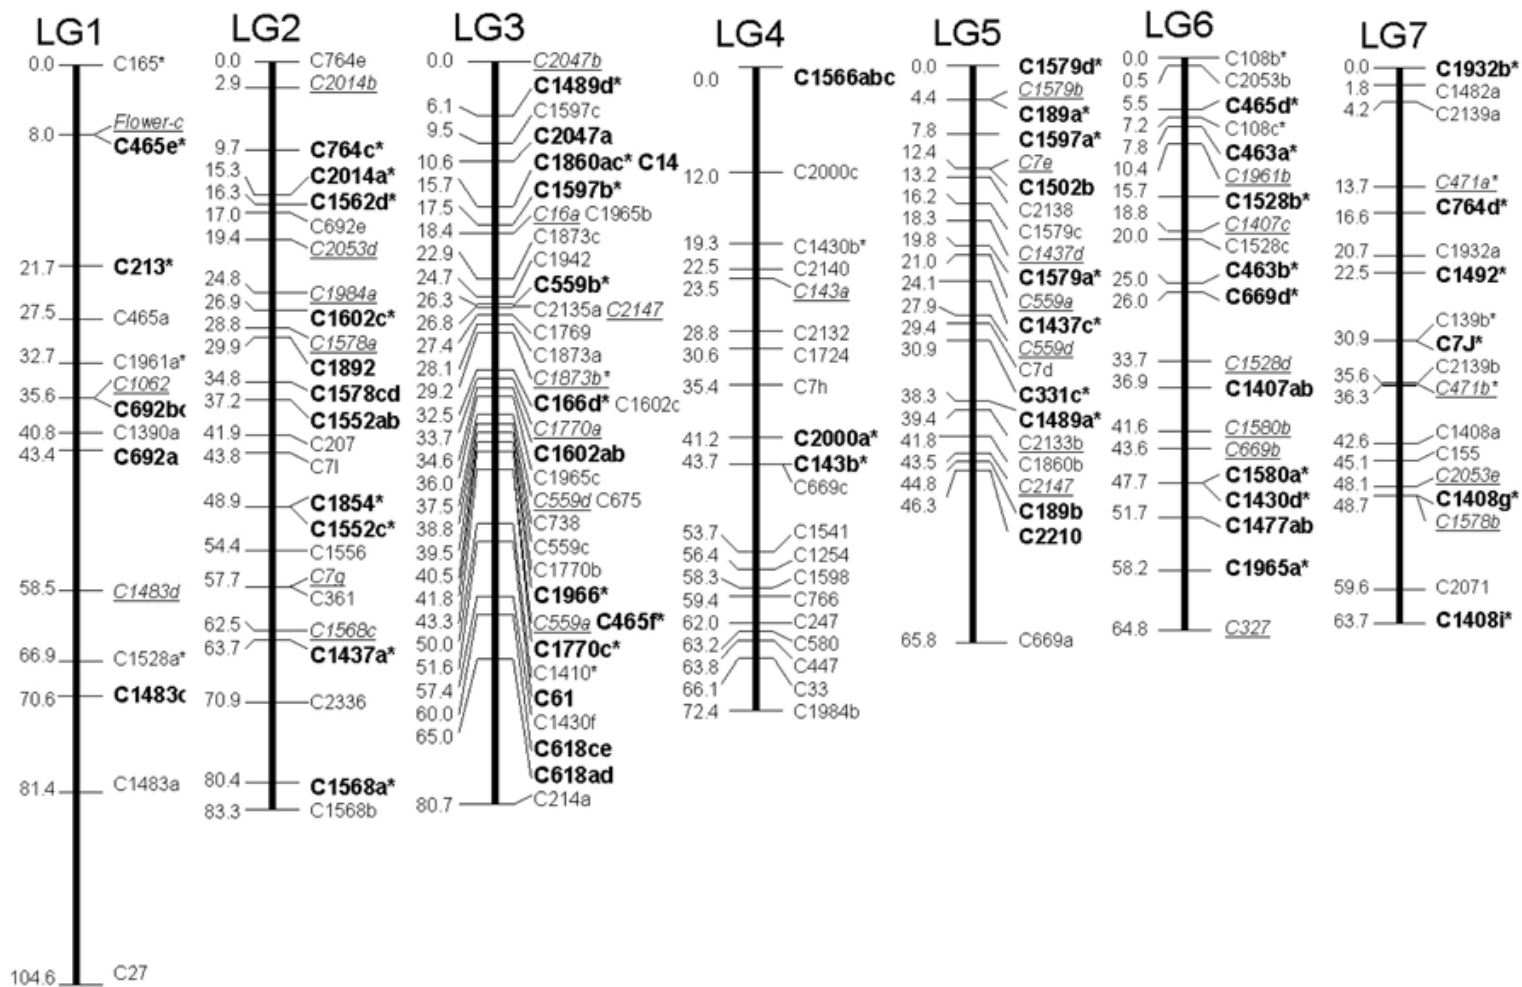 LG1
0.0 C165*
Flower-c
8.0 C465e*
21.7 C213*
27.5 C465a
32.7 C1961a*
C1062
35.6 C692bc
40.8 C1390a
43.4 C692a
58.5 C1483d
66.9 C1528a*
70.6 C1483c
81.4 C1483a
104.6 C27
LG2
0.0 C764e
2.9 C2014b
9.7 C764c*
15.3 C2014a*
16.3 C1562d*
17.0 C692e
19.4 C2053d
24.8 C1984a
26.9 C1602c*
28.8 C1578a
29.9 C1892
34.8 C1578cd
37.2 C1552ab
41.9 C207
43.8 C7l
48.9 C1854*
C1552c*
54.4 C1556
57.7 C7g
C361
62.5 C1568c
63.7 C1437a*
70.9 C2336
80.4 C1568a*
83.3 C1568b
LG3
0.0 C2047b
C1489d*
6.1 C1597c
9.5 C2047a
10.6 C1860ac* C14
15.7 C1597b*
17.5 C16a C1965b
18.4 C1873c
22.9 C1942
24.7 C559b*
26.3 C2135a C2147
26.8 C1769
27.4 C1873a
28.1 C1873b*
29.2 C166d* C1602c
32.5 C1770a
33.7 C1602ab
34.6 C1965c
36.0 C559d C675
37.5 C738
38.8 C559c
39.5 C1770b
40.5 C1966*
41.8 C559a C465f*
43.3 C1770c*
50.0 C1410*
51.6 C61
57.4 C1430f
60.0 C618ce
65.0 C618ad
80.7 C214a
LG4
0.0 C1566abc
12.0 C2000c
19.3 C1430b*
22.5 C2140
23.5 C143a
28.8 C2132
30.6 C1724
35.4 C7h
41.2 C2000a*
43.7 C143b*
C669c
53.7 C1541
56.4 C1254
58.3 C1598
59.4 C766
62.0 C247
63.2 C580
63.8 C447
66.1 C33
72.4 C1984b
LG5
0.0 C1579d*
C1579b
4.4 C189a*
7.8 C1597a*
12.4 C7e
13.2 C1502b
16.2 C2138
18.3 C1579c
19.8 C1437d
21.0 C1579a*
24.1 C559a
27.9 C1437c*
29.4 C559d
30.9 C7d
38.3 C331c*
39.4 C1489a*
41.8 C2133b
43.5 C1860b
44.8 C2147
46.3 C189b
C2210
65.8 C669a
LG6
0.0 C108b*
0.5 C2053b
5.5 C465d*
7.2 C108c*
7.8 C463a*
10.4 C1961b
15.7 C1528b*
18.8 C1407c
20.0 C1528c
25.0 C463b*
26.0 C669d*
33.7 C1528d
36.9 C1407ab
41.6 C1580b
43.6 C669b
47.7 C1580a*
C1430d*
51.7 C1477ab
58.2 C1965a*
64.8 C327
LG7
0.0 C1932b*
1.8 C1482a
4.2 C2139a
13.7 C471a*
16.6 C764d*
20.7 C1932a
22.5 C1492*
C139b*
30.9 C7J*
35.6 C2139b
36.3 C471b*
42.6 C1408a
45.1 C155
48.1 C2053e
48.7 C1408g*
C1578b
59.6 C2071
63.7 C1408i*